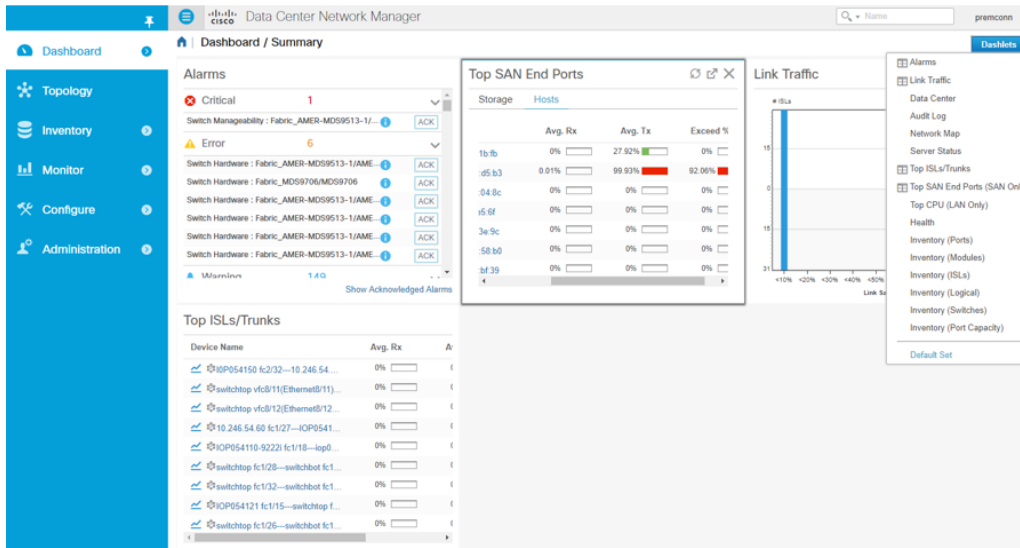 cisco Data Center Network Manager
Name
premconn
Dashboard
Topology
Inventory
Monitor
Configure
Administration
Dashboard / Summary
Dashlets
Alarms
Critical 1
Switch Manageability : Fabric_AMER-MDS9513-1/... ACK
Error 6
Switch Hardware : Fabric_AMER-MDS9513-1/AME... ACK
Switch Hardware : Fabric_MDS9706/MDS9706 ACK
Switch Hardware : Fabric_AMER-MDS9513-1/AME... ACK
Switch Hardware : Fabric_AMER-MDS9513-1/AME... ACK
Switch Hardware : Fabric_AMER-MDS9513-1/AME... ACK
Switch Hardware : Fabric_AMER-MDS9513-1/AME... ACK
Warning 149
Show Acknowledged Alarms
Top SAN End Ports
Storage Hosts
Avg. Rx Avg. Tx Exceed %
1b:fb 0% 27.92% 0%
:d5:b3 0.01% 99.93% 92.06%
:04:8c 0% 0% 0%
a5:6f 0% 0% 0%
3e:9c 0% 0% 0%
:58:b0 0% 0% 0%
:bf:39 0% 0% 0%
Link Traffic
# ISLs
15
0
15
31
<10% <20% <30% <40% <50%
Link
Alarms
Link Traffic
Data Center
Audit Log
Network Map
Server Status
Top ISLs/Trunks
Top SAN End Ports (SAN Onl
Top CPU (LAN Only)
Health
Inventory (Ports)
Inventory (Modules)
Inventory (ISLs)
Inventory (Logical)
Inventory (Switches)
Inventory (Port Capacity)
Default Set
Top ISLs/Trunks
Device Name Avg. Rx A
I0P054150 fc2/32---10.246.54.... 0%
switchtop vfc8/11(Ethernet8/11)... 0%
switchtop vfc8/12(Ethernet8/12... 0%
10.246.54.60 fc1/27---IOP0541... 0%
IOP054110-9222i fc1/18---iop0... 0%
switchtop fc1/28---switchbot fc1... 0%
switchtop fc1/32---switchbot fc1... 0%
IOP054121 fc1/15---switchtop f... 0%
switchtop fc1/26---switchbot fc1... 0%